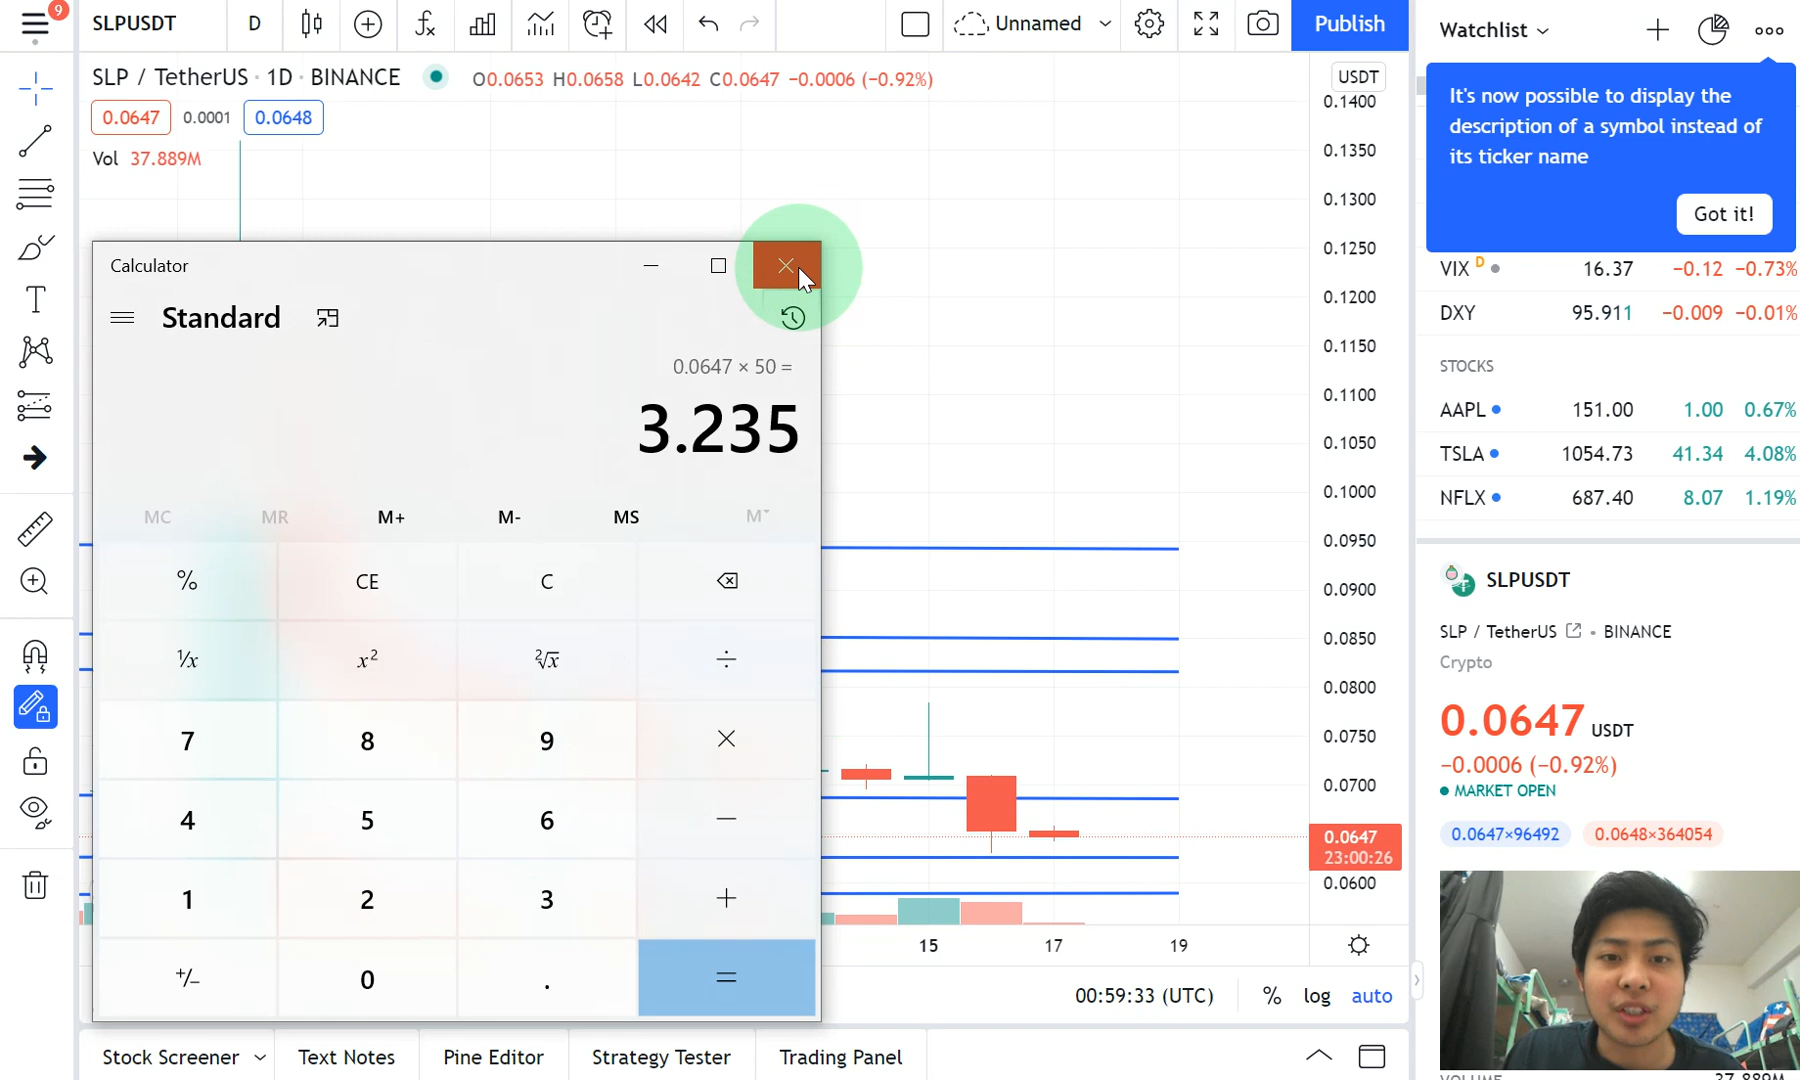 9
SLPUSDT
D
Unnamed
Publish
SLP / TetherUS · 1D · BINANCE
O0.0653 H0.0658 L0.0642 C0.0647 −0.0006 (−0.92%)
0.0647
0.0001
0.0648
Vol 37.889M
USDT
0.1400
0.1350
0.1300
0.1250
0.1200
0.1150
0.1100
0.1050
0.1000
0.0950
0.0900
0.0850
0.0800
0.0750
0.0700
0.0647
23:00:26
0.0600
Calculator
Standard
0.0647 × 50 =
3.235
MC MR M+ M- MS M˅
% CE C
¹/x x² ²√x ÷
7 8 9 ×
4 5 6 −
1 2 3 +
+/− 0 . =
15 17 19
00:59:33 (UTC)
% log auto
Stock Screener
Text Notes
Pine Editor
Strategy Tester
Trading Panel
Watchlist
It's now possible to display the
description of a symbol instead of
its ticker name
Got it!
VIX D 16.37 −0.12 −0.73%
DXY 95.911 −0.009 −0.01%
STOCKS
AAPL 151.00 1.00 0.67%
TSLA 1054.73 41.34 4.08%
NFLX 687.40 8.07 1.19%
SLPUSDT
SLP / TetherUS · BINANCE
Crypto
0.0647 USDT
−0.0006 (−0.92%)
MARKET OPEN
0.0647×96492
0.0648×364054
VOLUME 37.889M